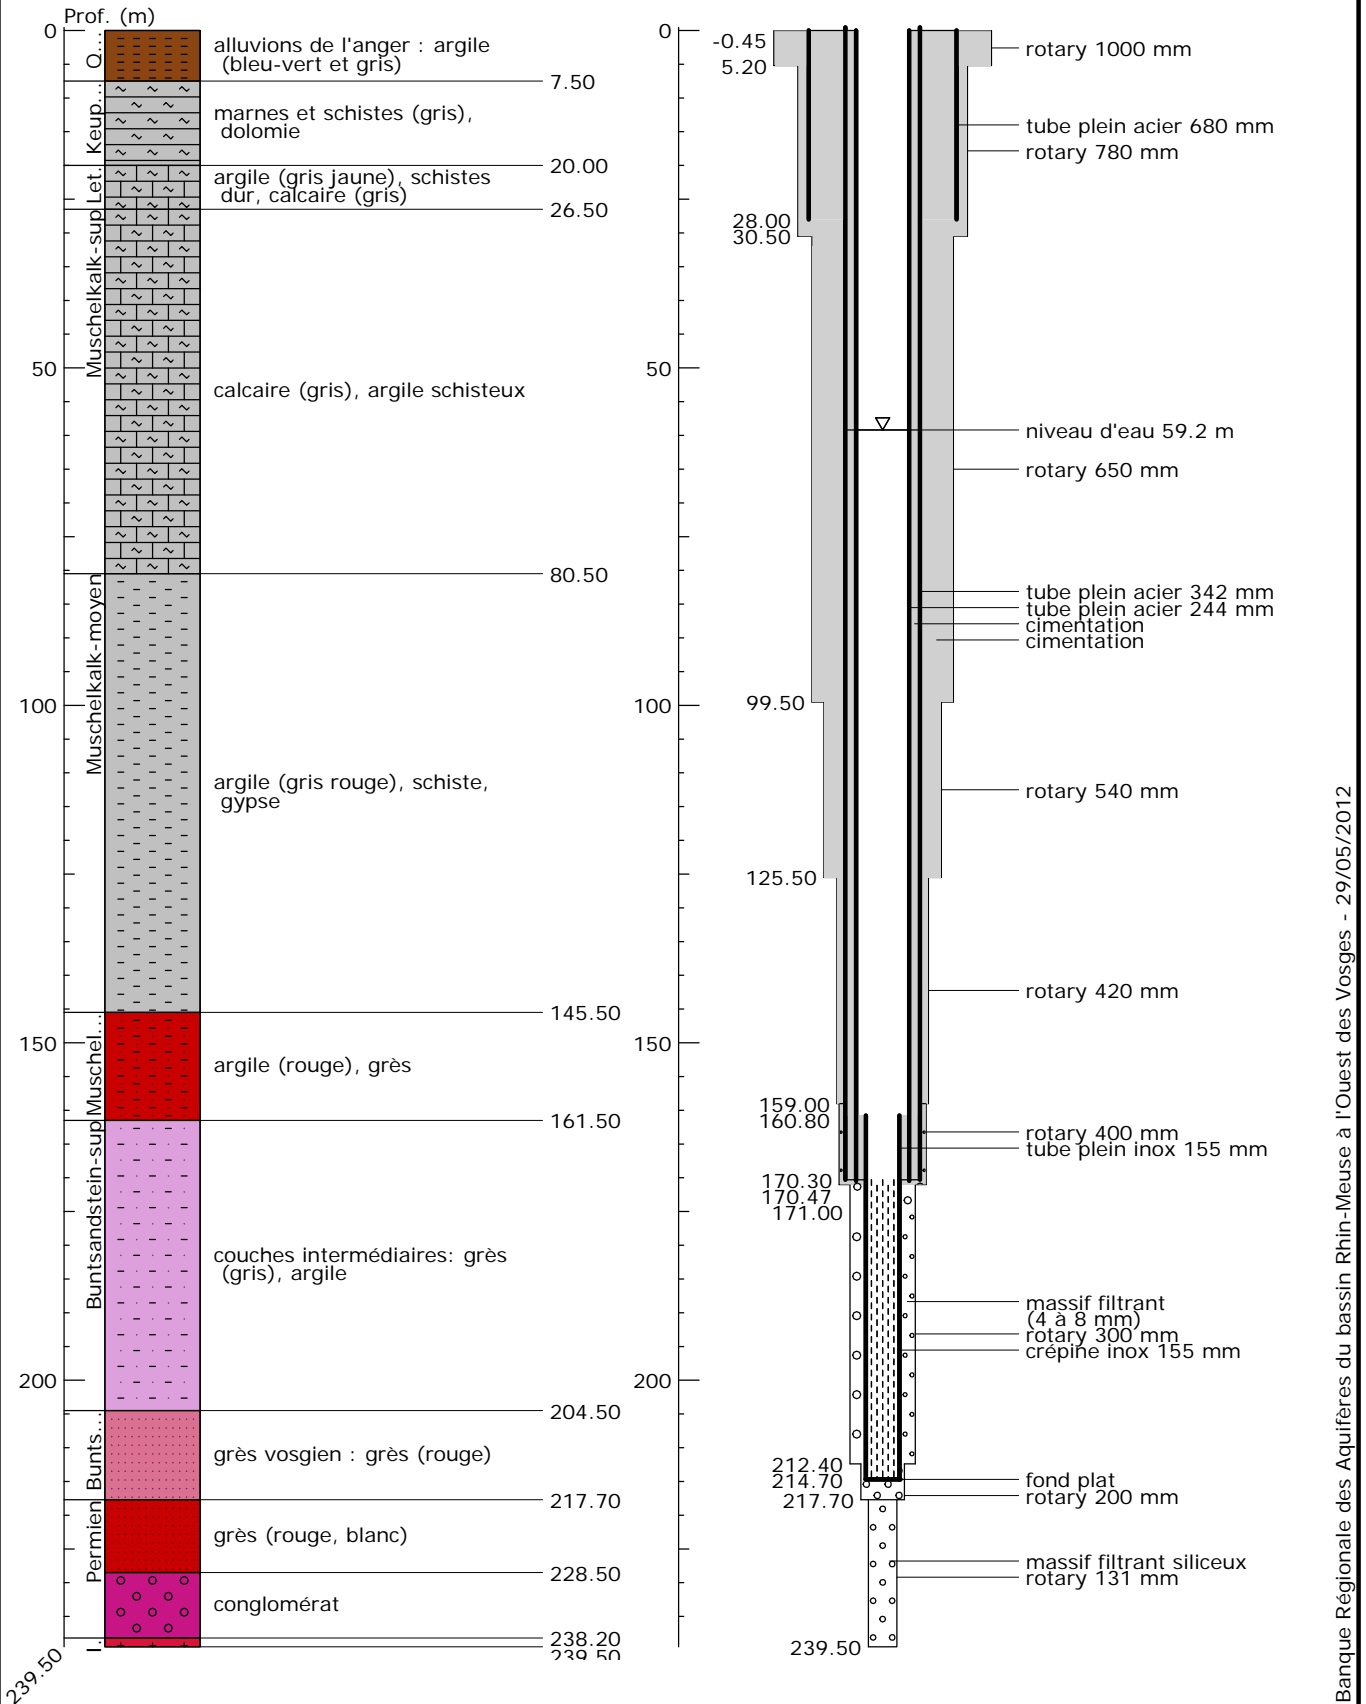 Prof. (m)
0
50
100
150
200
239.50
Q...
Keup...
Let.
Muschelkalk-sup
Muschelkalk-moyen
Muschel...
Buntsandstein-sup
Bunts...
Permien
I.
alluvions de l'anger : argile
(bleu-vert et gris)
7.50
marnes et schistes (gris),
dolomie
20.00
argile (gris jaune), schistes
dur, calcaire (gris)
26.50
calcaire (gris), argile schisteux
80.50
argile (gris rouge), schiste,
gypse
145.50
argile (rouge), grès
161.50
couches intermédiaires: grès
(gris), argile
204.50
grès vosgien : grès (rouge)
217.70
grès (rouge, blanc)
228.50
conglomérat
238.20
239.50
0
50
100
150
200
-0.45
5.20
28.00
30.50
99.50
125.50
159.00
160.80
170.30
170.47
171.00
212.40
214.70
217.70
239.50
rotary 1000 mm
tube plein acier 680 mm
rotary 780 mm
niveau d'eau 59.2 m
rotary 650 mm
tube plein acier 342 mm
tube plein acier 244 mm
cimentation
cimentation
rotary 540 mm
rotary 420 mm
rotary 400 mm
tube plein inox 155 mm
massif filtrant
(4 à 8 mm)
rotary 300 mm
crépine inox 155 mm
fond plat
rotary 200 mm
massif filtrant siliceux
rotary 131 mm
Banque Régionale des Aquifères du bassin Rhin-Meuse à l'Ouest des Vosges - 29/05/2012